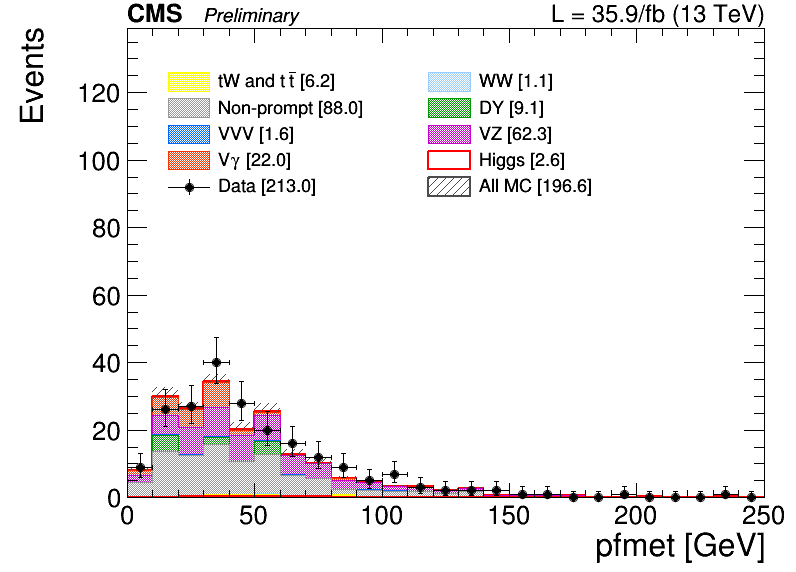 CMS Preliminary L = 35.9/fb (13 TeV)
Events
tW and t t̄ [6.2] WW [1.1]
Non-prompt [88.0] DY [9.1]
VVV [1.6] VZ [62.3]
Vγ [22.0] Higgs [2.6]
Data [213.0] All MC [196.6]
120
100
80
60
40
20
0
0 50 100 150 200 250
pfmet [GeV]